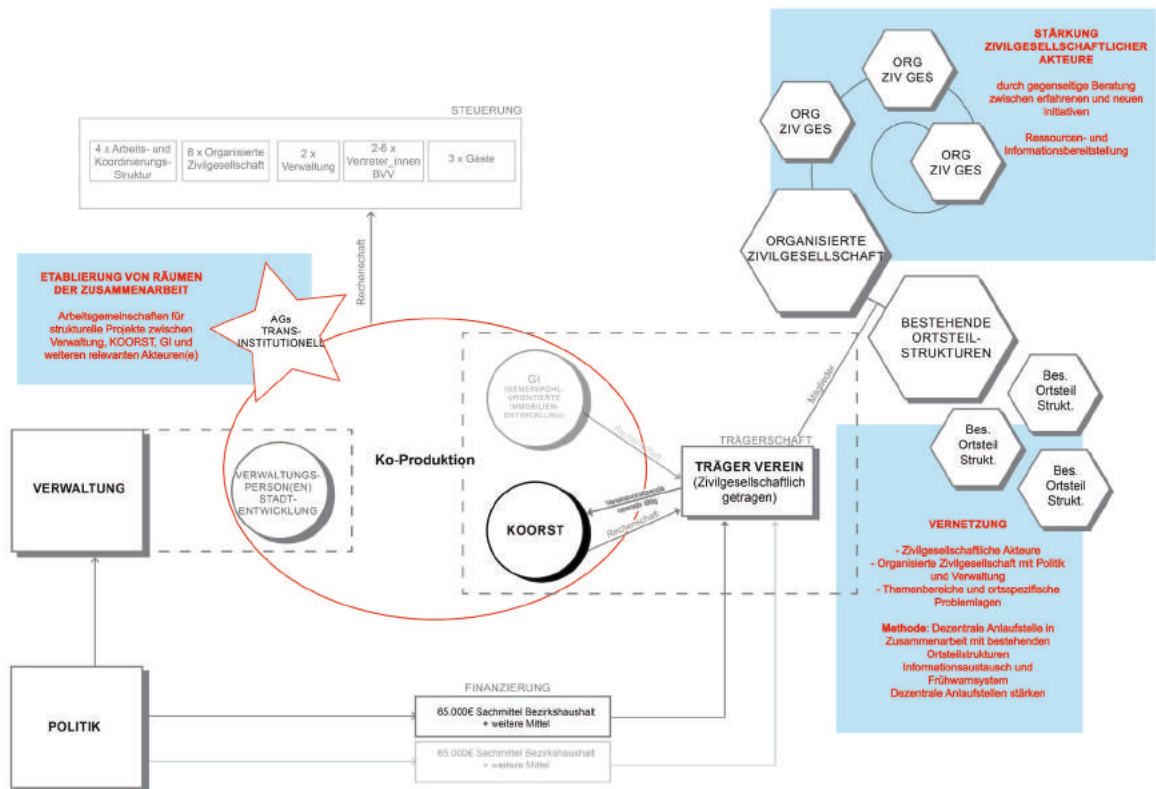 STEUERUNG
4 x Arbeits- und
Koordinierungs-
Struktur
8 x Organisierte
Zivilgesellschaft
2 x
Verwaltung
2-6 x
Vertreter_innen
BVV
3 x Gäste
Rechenschaft
ETABLIERUNG VON RÄUMEN
DER ZUSAMMENARBEIT
Arbeitsgemeinschaften für
strukturelle Projekte zwischen
Verwaltung, KOORST, GI und
weiteren relevanten Akteuren(e)
AGs
TRANS-
INSTITUTIONELL
ORG
ZIV GES
ORG
ZIV GES
ORG
ZIV GES
ORGANISIERTE
ZIVILGESELLSCHAFT
STÄRKUNG
ZIVILGESELLSCHAFTLICHER
AKTEURE
durch gegenseitige Beratung
zwischen erfahrenen und neuen
Initiativen
Ressourcen- und
Informationsbereitstellung
BESTEHENDE
ORTSTEIL-
STRUKTUREN
Mitglieder
Bes.
Ortsteil
Strukt.
Bes.
Ortsteil
Strukt.
Bes.
Ortsteil
Strukt.
GI
(GEMEINWOHL-
ORIENTIERTE
IMMOBILIEN-
ENTWICKLUNG)
Rechenschaft
TRÄGERSCHAFT
TRÄGER VEREIN
(Zivilgesellschaftlich
getragen)
Ko-Produktion
VERWALTUNG
VERWALTUNGS-
PERSON(EN)
STADT-
ENTWICKLUNG
KOORST
Vereinsvorsitzende
operativ tätig
Rechenschaft
VERNETZUNG
- Zivilgesellschaftliche Akteure
- Organisierte Zivilgesellschaft mit Politik
und Verwaltung
- Themenbereiche und ortsspezifische
Problemlagen
Methode: Dezentrale Anlaufstelle in
Zusammenarbeit mit bestehenden
Ortsteilstrukturen
Informationsaustausch und
Frühwarnsystem
Dezentrale Anlaufstellen stärken
POLITIK
FINANZIERUNG
65.000€ Sachmittel Bezirkshaushalt
+ weitere Mittel
65.000€ Sachmittel Bezirkshaushalt
+ weitere Mittel